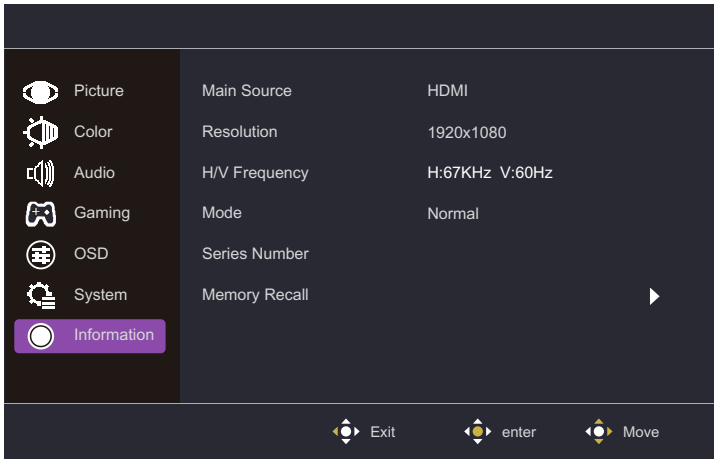 Picture Main Source HDMI
Color Resolution 1920x1080
Audio H/V Frequency H:67KHz V:60Hz
Gaming Mode Normal
OSD Series Number
System Memory Recall
Information
Exit enter Move